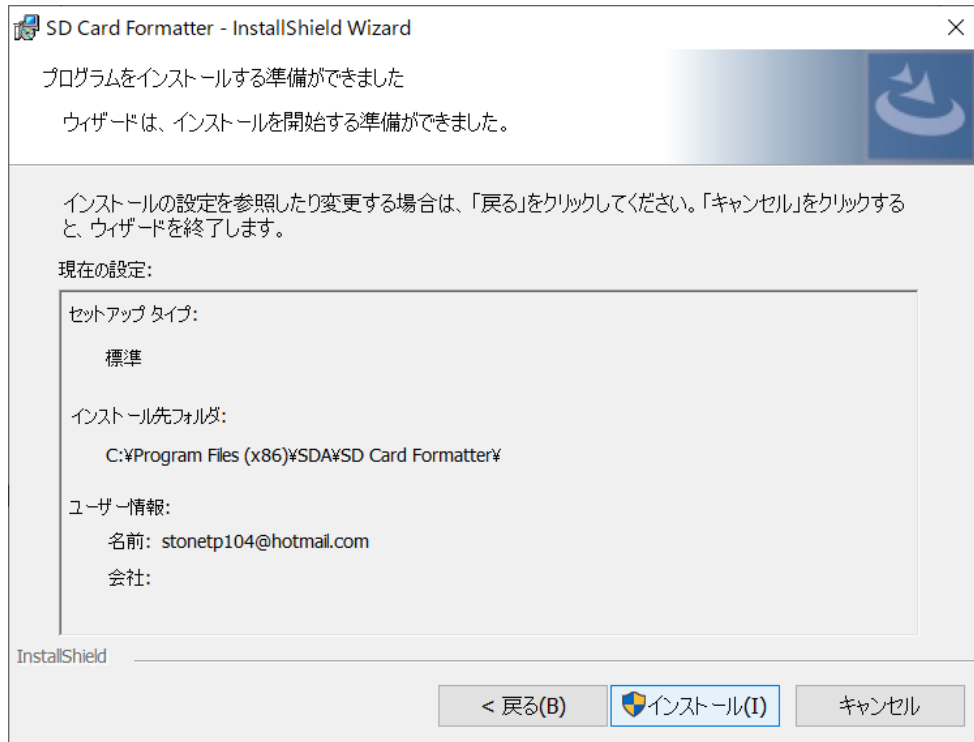 SD Card Formatter - InstallShield Wizard
プログラムをインストールする準備ができました
ウィザードは、インストールを開始する準備ができました。
インストールの設定を参照したり変更する場合は、「戻る」をクリックしてください。「キャンセル」をクリックする
と、ウィザードを終了します。
現在の設定:
セットアップ タイプ:
標準
インストール先フォルダ:
C:¥Program Files (x86)¥SDA¥SD Card Formatter¥
ユーザー情報:
名前: stonetp104@hotmail.com
会社:
InstallShield
< 戻る(B)
インストール(I)
キャンセル